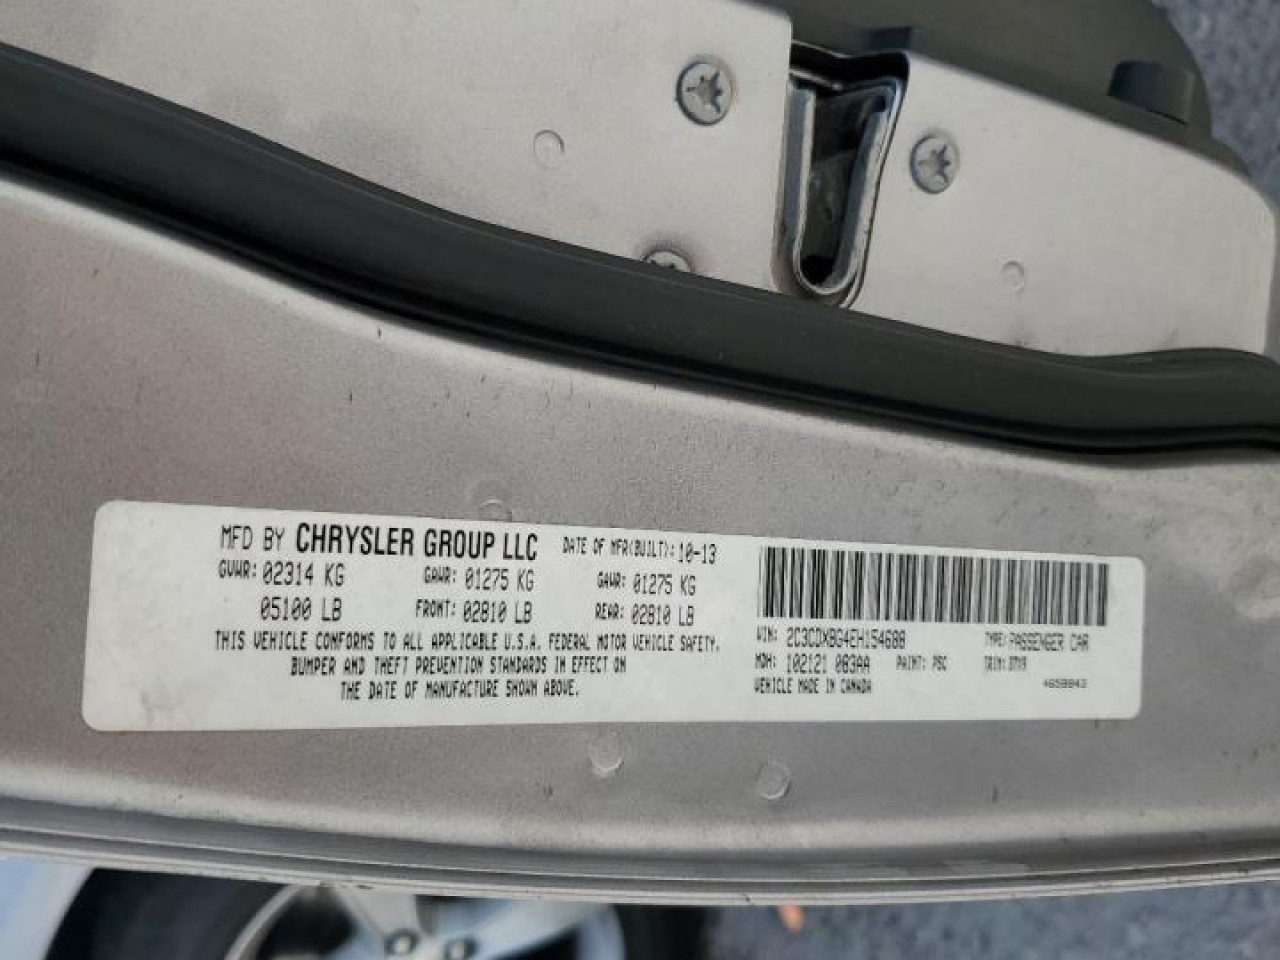 MFD BY CHRYSLER GROUP LLC DATE OF MFR(BUILT): 10-13
GVWR: 02314 KG GAWR: 01275 KG GAWR: 01275 KG
05100 LB FRONT: 02810 LB REAR: 02810 LB
THIS VEHICLE CONFORMS TO ALL APPLICABLE U.S.A. FEDERAL MOTOR VEHICLE SAFETY,
BUMPER AND THEFT PREVENTION STANDARDS IN EFFECT ON
THE DATE OF MANUFACTURE SHOWN ABOVE.
VIN: TYPE: PASSENGER CAR
MDH: 102121 083AA PAINT: PSC TRIM:
VEHICLE MADE IN CANADA